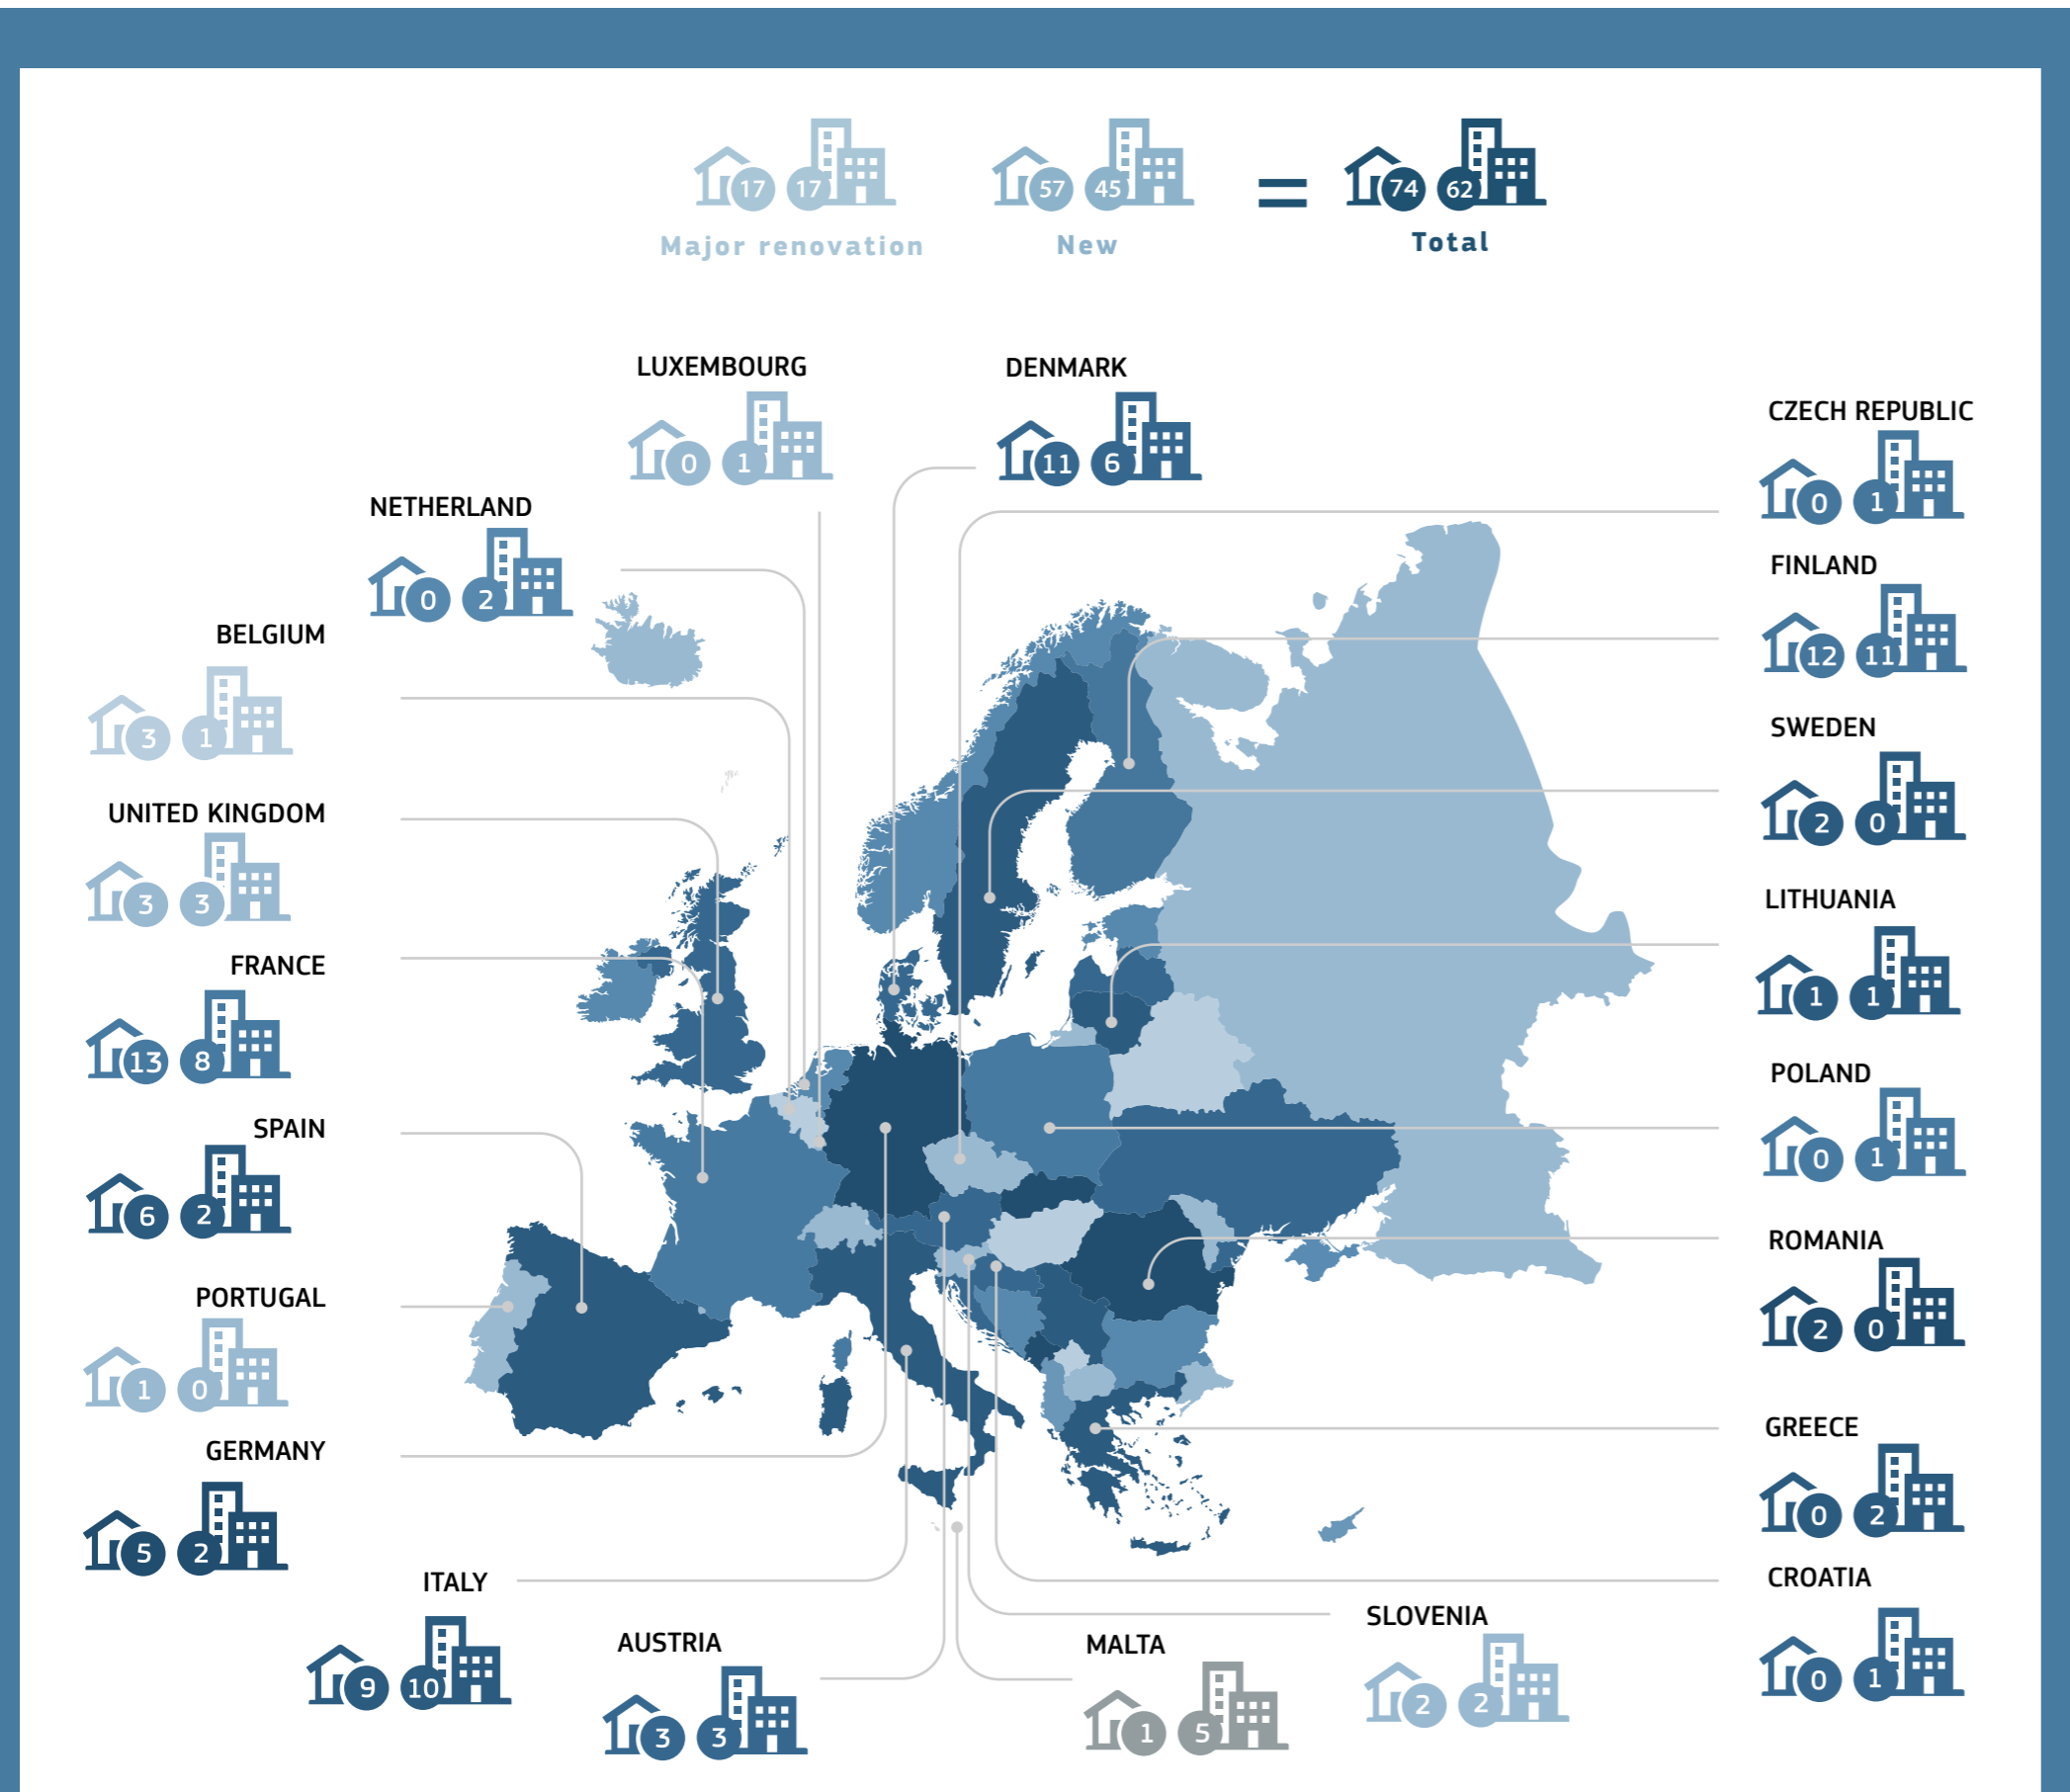 17 17
Major renovation
57 45
New
=
74 62
Total
LUXEMBOURG
0 1
DENMARK
11 6
NETHERLAND
0 2
BELGIUM
3 1
UNITED KINGDOM
3 3
FRANCE
13 8
SPAIN
6 2
PORTUGAL
1 0
GERMANY
5 2
ITALY
9 10
AUSTRIA
3 3
MALTA
1 5
SLOVENIA
2 2
CZECH REPUBLIC
0 1
FINLAND
12 11
SWEDEN
2 0
LITHUANIA
1 1
POLAND
0 1
ROMANIA
2 0
GREECE
0 2
CROATIA
0 1